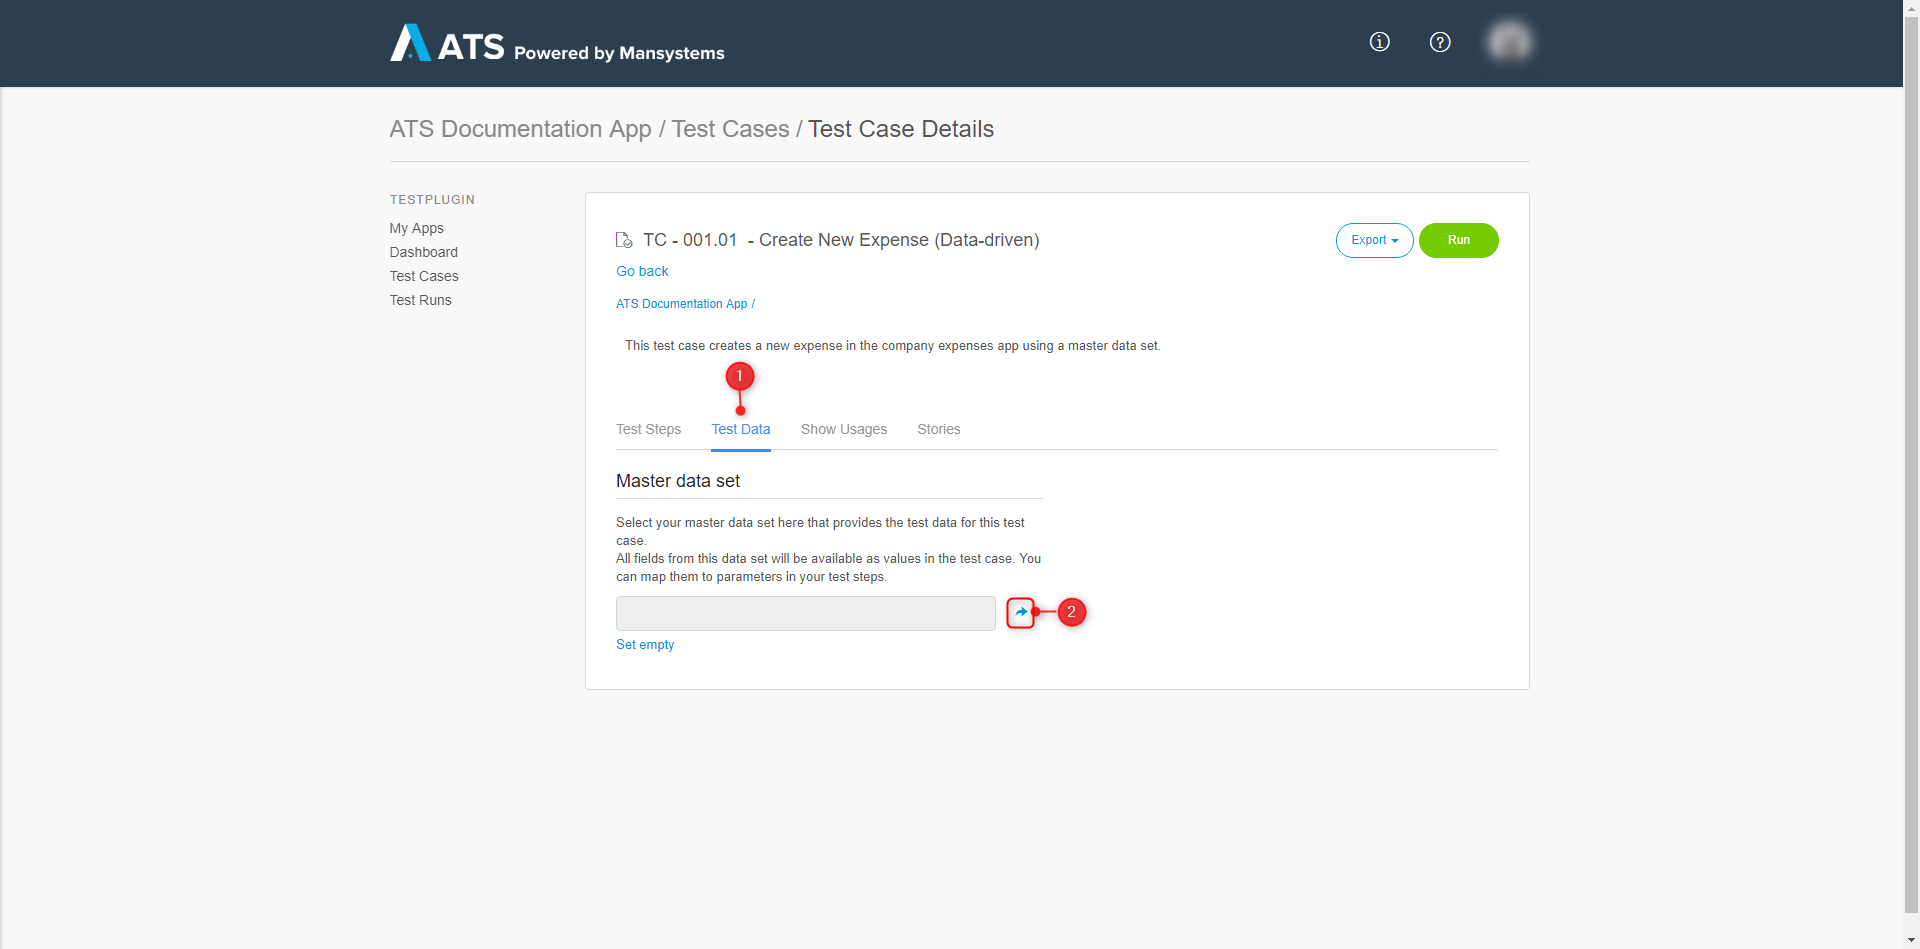 ATS Powered by Mansystems
ATS Documentation App / Test Cases / Test Case Details
TESTPLUGIN
My Apps
Dashboard
Test Cases
Test Runs
TC - 001.01 - Create New Expense (Data-driven)
Export
Run
Go back
ATS Documentation App /
This test case creates a new expense in the company expenses app using a master data set.
1
Test Steps
Test Data
Show Usages
Stories
Master data set
Select your master data set here that provides the test data for this test
case.
All fields from this data set will be available as values in the test case. You
can map them to parameters in your test steps.
2
Set empty